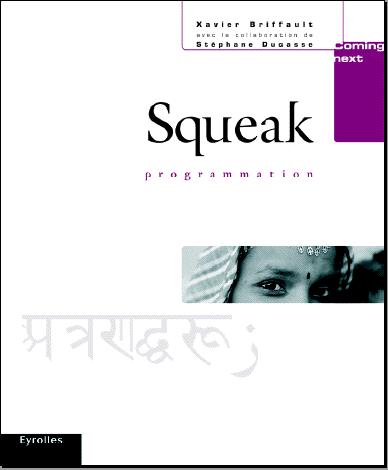 Xavier Briffault
avec la collaboration de
Stéphane Ducasse
Coming
next
Squeak
programmation
Eyrolles